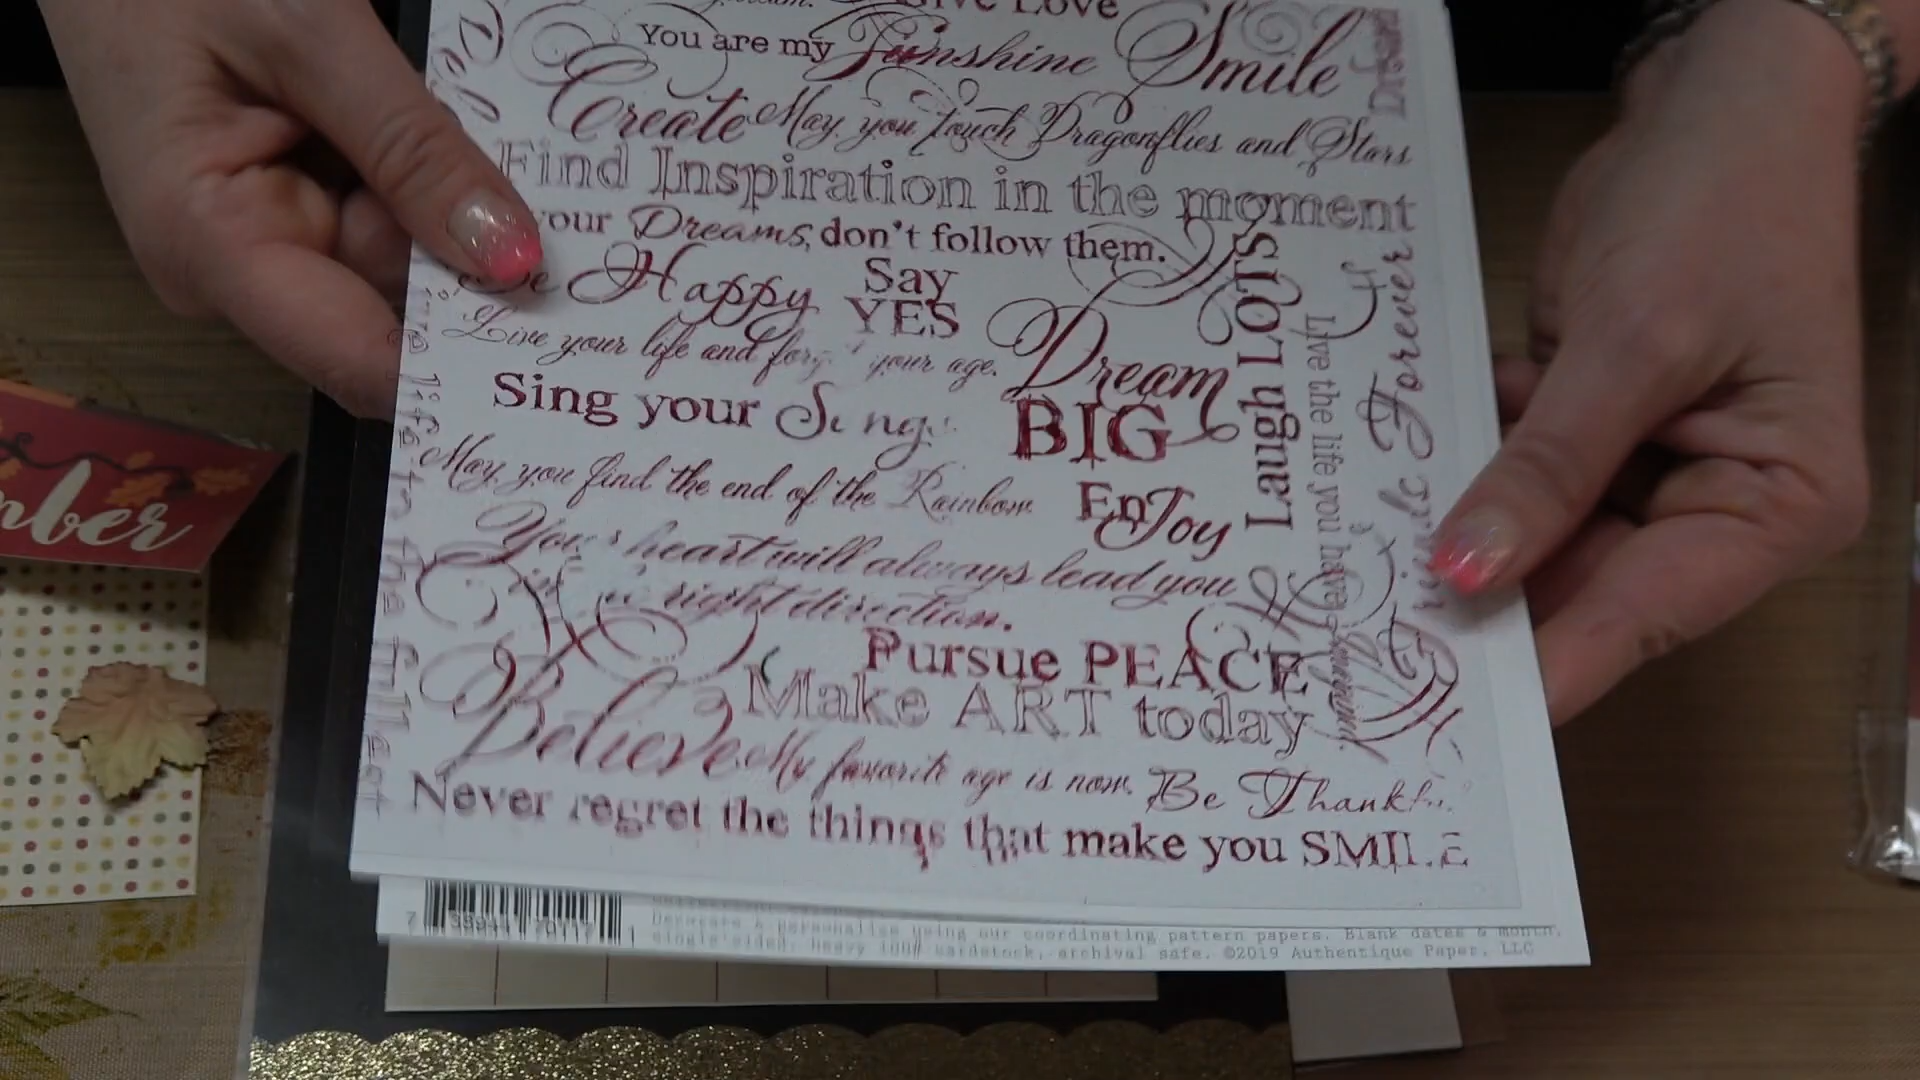 Give Love
You are my Sunshine
Smile
Create May you touch Dragonflies and Stars
Find Inspiration in the moment
your Dreams, don't follow them.
Be Happy
Say
YES
Live your life and your age.
Dream
BIG
Sing your Song
May you find the end of the Rainbow
EnJoy
Your heart will always lead you
right direction.
Pursue PEACE
Make ART today
Believe My favorite age is now. Be
Never regret the things that make you SMILE
Laugh LOTS
Live the life you have
Forever
life to the fullest
mber
Decorate & personalize using our coordinating pattern papers. Blank dates & month,
single sided, heavy 100# cardstock, archival safe. ©2019 Authentique Paper, LLC